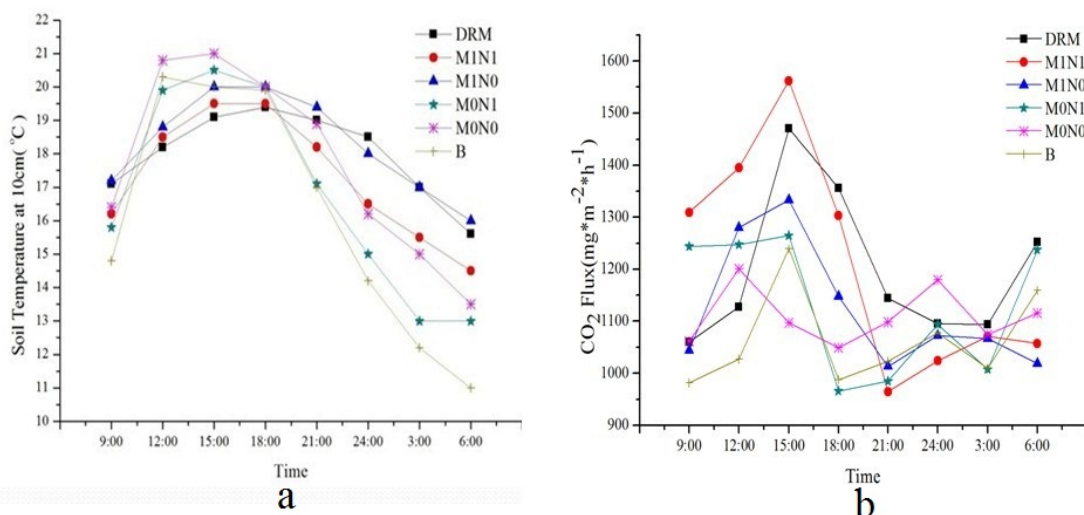 22
21
20
19
18
17
16
15
14
13
12
11
10
Soil Temperature at 10cm( °C)
DRM
M1N1
M1N0
M0N1
M0N0
B
9:00 12:00 15:00 18:00 21:00 24:00 3:00 6:00
Time
a
1600
1500
1400
1300
1200
1100
1000
900
CO2 Flux(mg*m-2*h-1)
DRM
M1N1
M1N0
M0N1
M0N0
B
9:00 12:00 15:00 18:00 21:00 24:00 3:00 6:00
Time
b